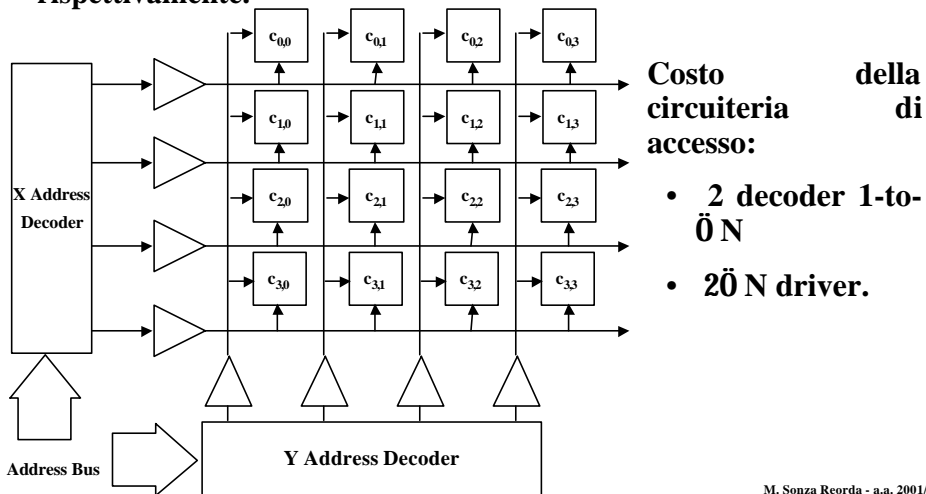 rispettivamente.
c0,0 c0,1 c0,2 c0,3
Costo della
circuiteria di
accesso:
c1,0 c1,1 c1,2 c1,3
X Address
Decoder
c2,0 c2,1 c2,2 c2,3
• 2 decoder 1-to-
Ö N
c3,0 c3,1 c3,2 c3,3
• 2Ö N driver.
Y Address Decoder
Address Bus
M. Sonza Reorda - a.a. 2001/